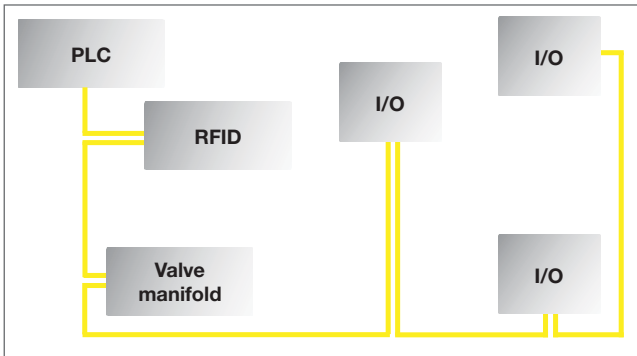 PLC
RFID
I/O
I/O
Valve
manifold
I/O